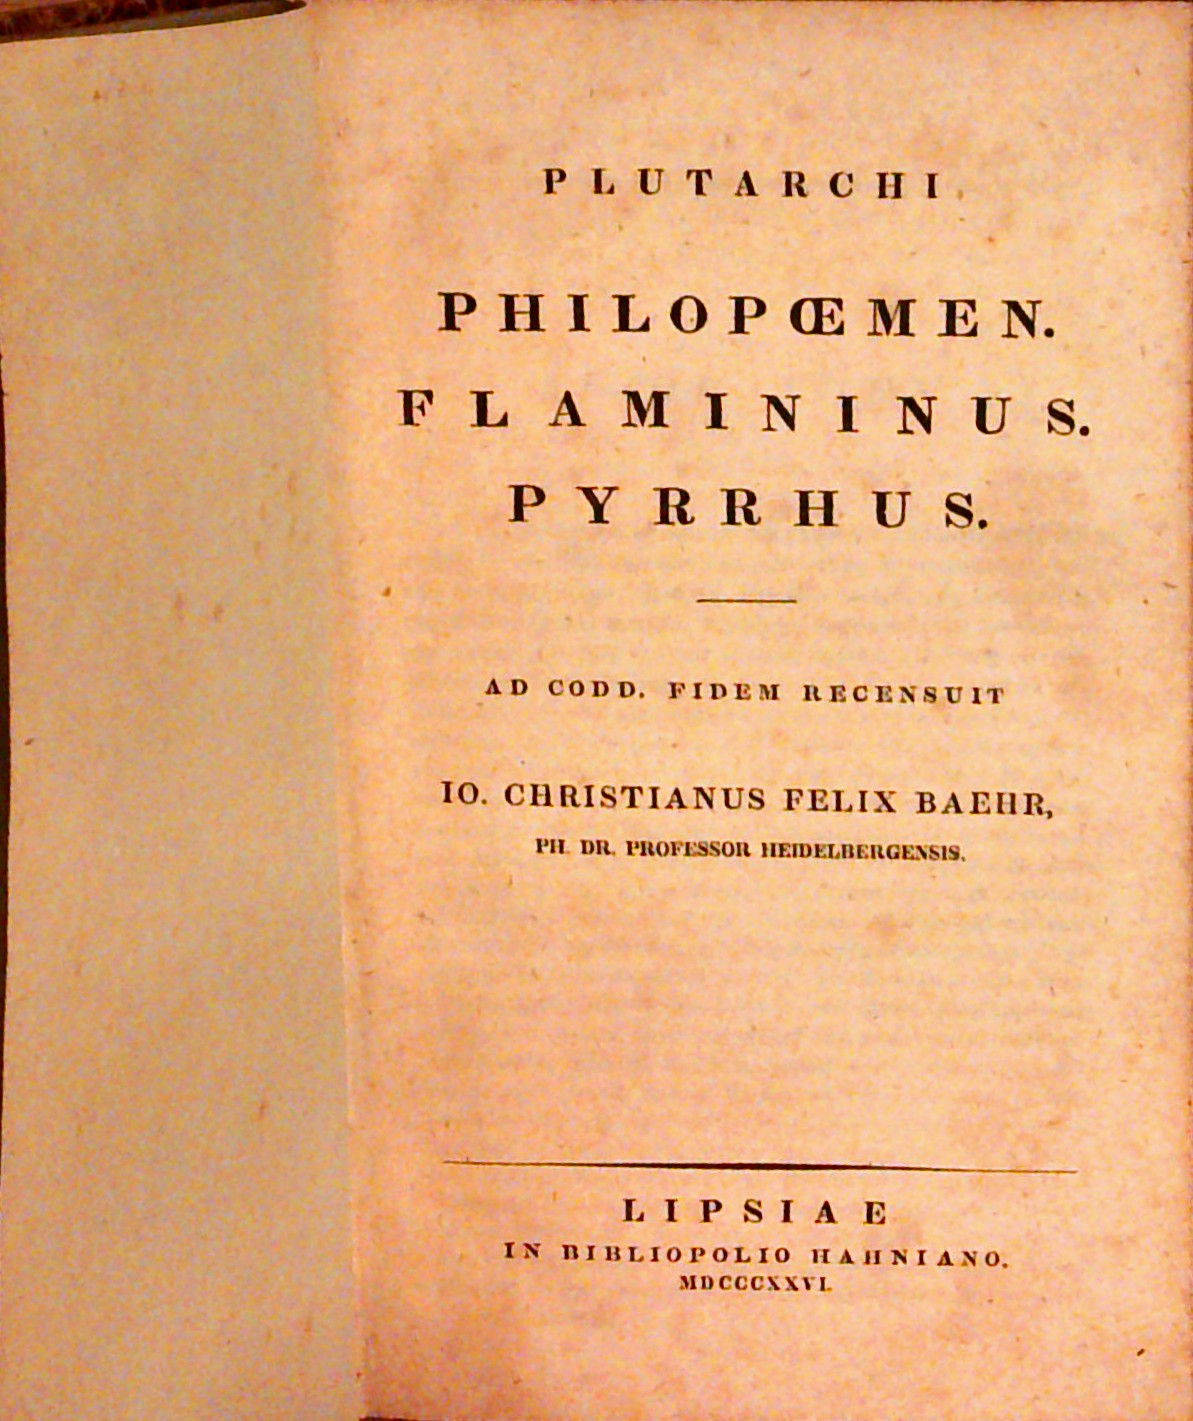 PLUTARCHI
PHILOPŒMEN.
FLAMININUS.
PYRRHUS.
AD CODD. FIDEM RECENSUIT
IO. CHRISTIANUS FELIX BAEHR,
PH. DR. PROFESSOR HEIDELBERGENSIS.
LIPSIAE
IN BIBLIOPOLIO HAHNIANO.
MDCCCXXVI.